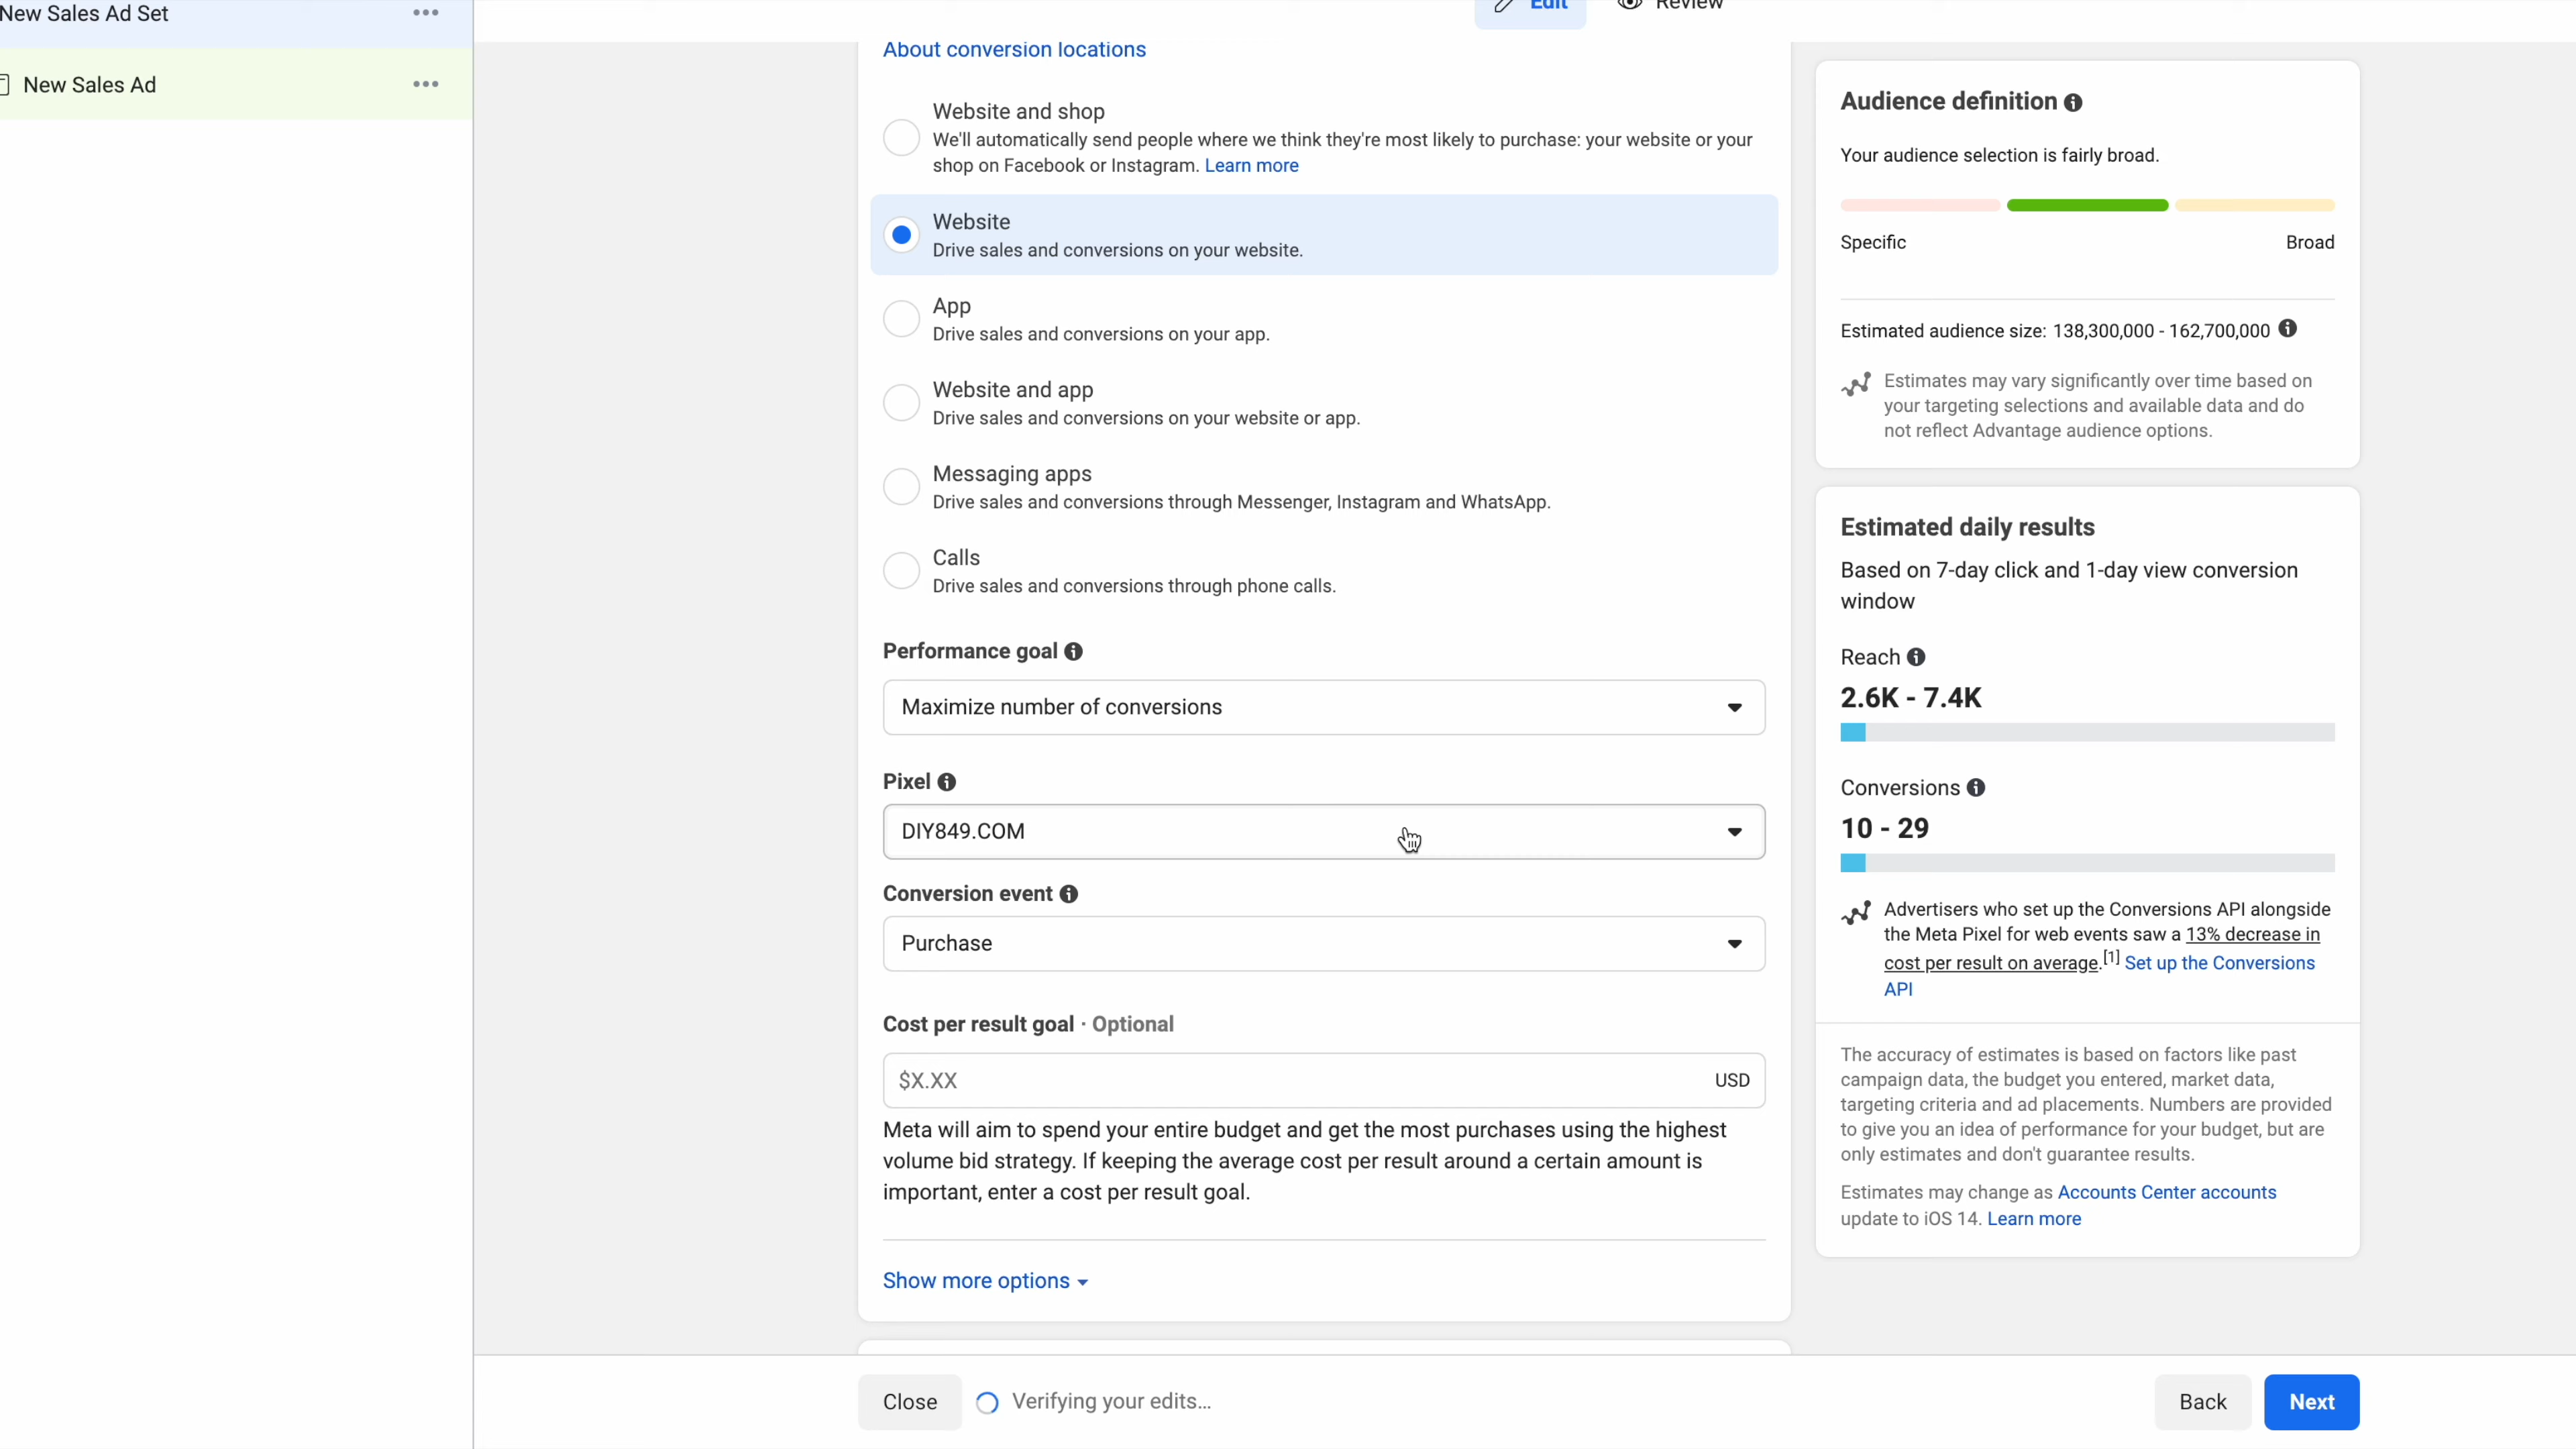 New Sales Ad Set
New Sales Ad
Edit
Review
About conversion locations
Website and shop
We'll automatically send people where we think they're most likely to purchase: your website or your
shop on Facebook or Instagram. Learn more
Website
Drive sales and conversions on your website.
App
Drive sales and conversions on your app.
Website and app
Drive sales and conversions on your website or app.
Messaging apps
Drive sales and conversions through Messenger, Instagram and WhatsApp.
Calls
Drive sales and conversions through phone calls.
Performance goal
Maximize number of conversions
Pixel
DIY849.COM
Conversion event
Purchase
Cost per result goal · Optional
$X.XX
USD
Meta will aim to spend your entire budget and get the most purchases using the highest
volume bid strategy. If keeping the average cost per result around a certain amount is
important, enter a cost per result goal.
Show more options
Close
Verifying your edits...
Back
Next
Audience definition
Your audience selection is fairly broad.
Specific
Broad
Estimated audience size: 138,300,000 - 162,700,000
Estimates may vary significantly over time based on
your targeting selections and available data and do
not reflect Advantage audience options.
Estimated daily results
Based on 7-day click and 1-day view conversion
window
Reach
2.6K - 7.4K
Conversions
10 - 29
Advertisers who set up the Conversions API alongside
the Meta Pixel for web events saw a 13% decrease in
cost per result on average.[1] Set up the Conversions
API
The accuracy of estimates is based on factors like past
campaign data, the budget you entered, market data,
targeting criteria and ad placements. Numbers are provided
to give you an idea of performance for your budget, but are
only estimates and don't guarantee results.
Estimates may change as Accounts Center accounts
update to iOS 14. Learn more